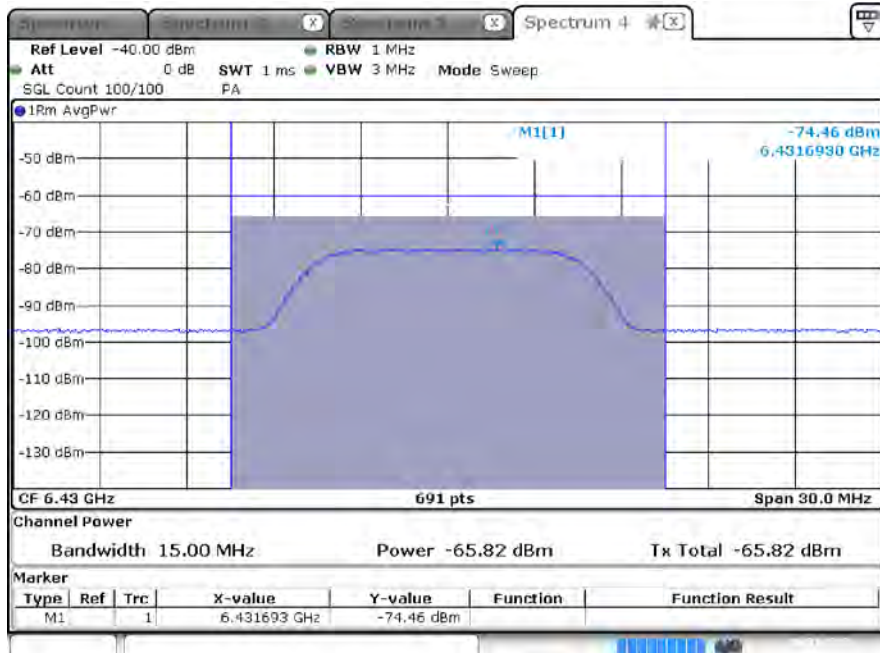 Spectrum 4
Ref Level -40.00 dBm RBW 1 MHz
Att 0 dB SWT 1 ms VBW 3 MHz Mode Sweep
SGL Count 100/100 PA
1Rm AvgPwr
M1[1] -74.46 dBm
6.4316930 GHz
-50 dBm
-60 dBm
-70 dBm
-80 dBm
-90 dBm
-100 dBm
-110 dBm
-120 dBm
-130 dBm
CF 6.43 GHz 691 pts Span 30.0 MHz
Channel Power
Bandwidth 15.00 MHz Power -65.82 dBm Tx Total -65.82 dBm
Marker
Type Ref Trc X-value Y-value Function Function Result
M1 1 6.431693 GHz -74.46 dBm